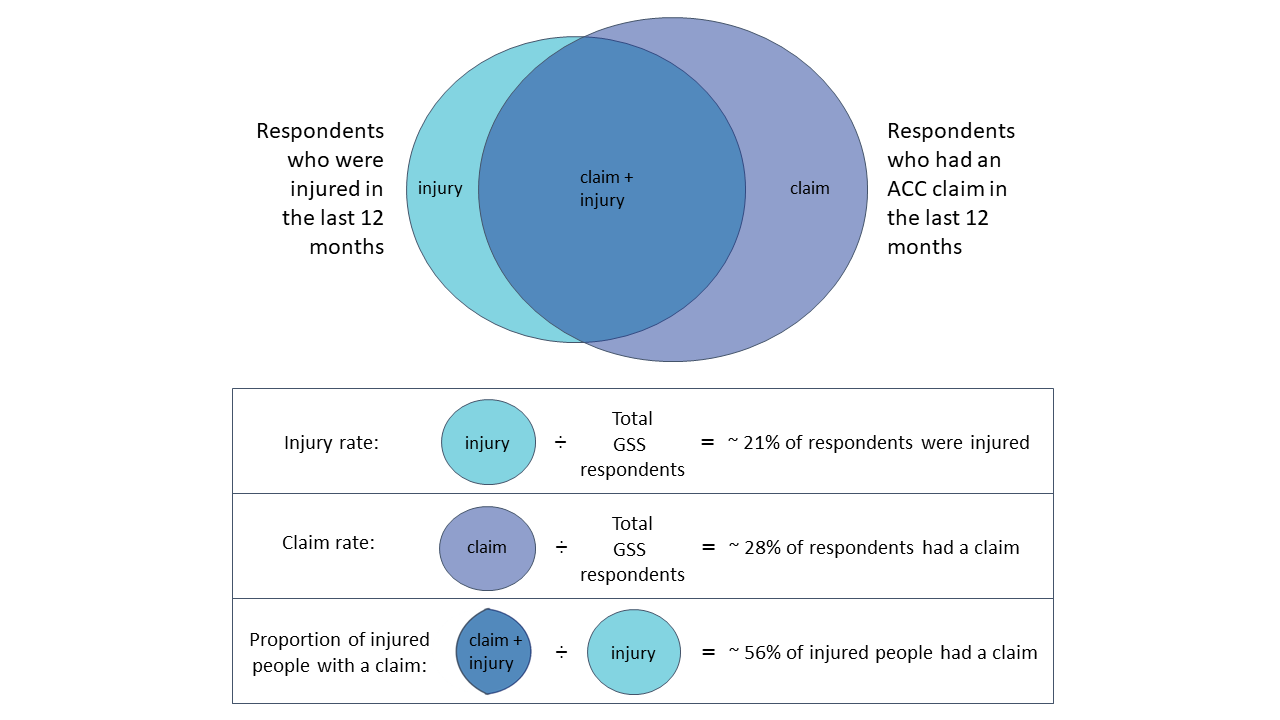 Respondents
who were
injured in
the last 12
months
injury
claim +
injury
claim
Respondents
who had an
ACC claim in
the last 12
months
Injury rate:
injury
÷
Total
GSS
respondents
= ~ 21% of respondents were injured
Claim rate:
claim
÷
Total
GSS
respondents
= ~ 28% of respondents had a claim
Proportion of injured
people with a claim:
claim +
injury
÷
injury
= ~ 56% of injured people had a claim